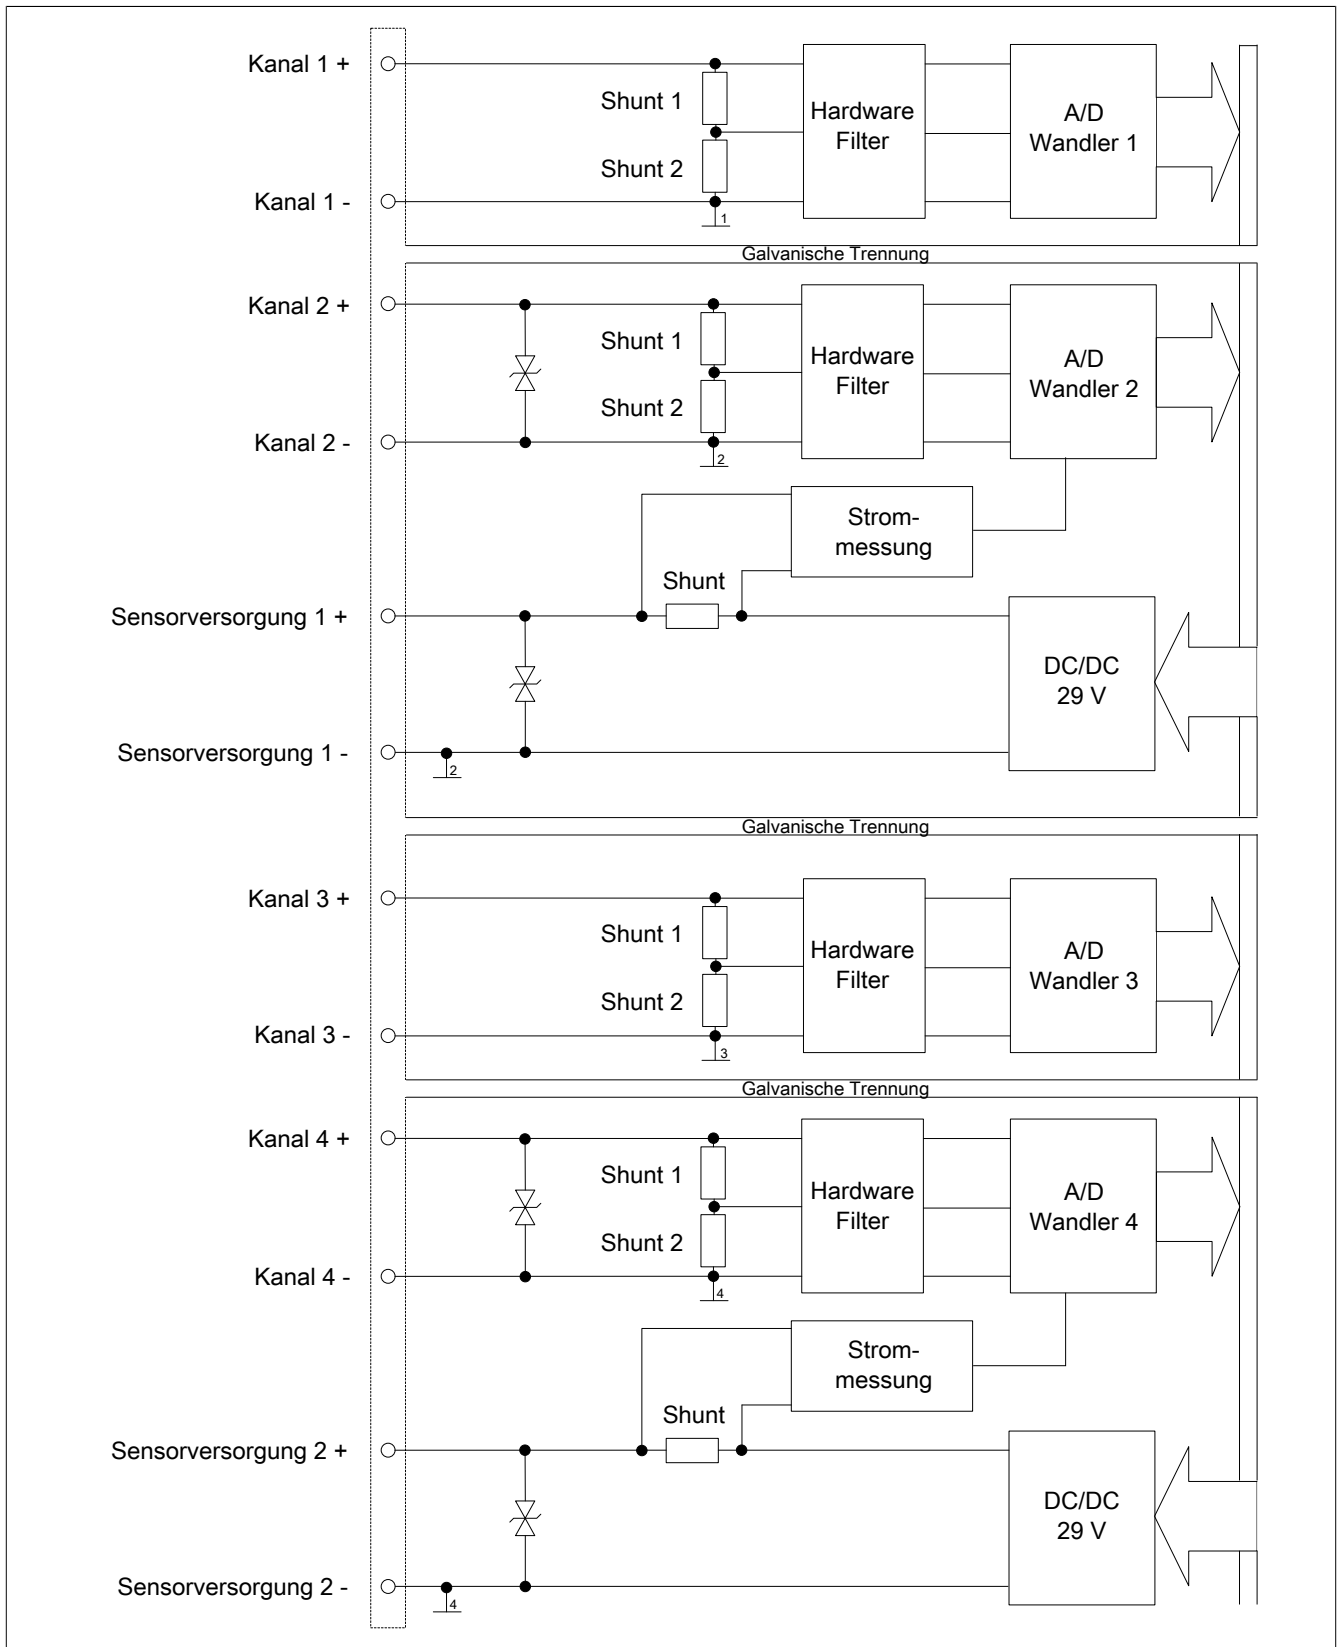 Kanal 1 +
Shunt 1
Shunt 2
Kanal 1 -
1
Hardware
Filter
A/D
Wandler 1
Galvanische Trennung
Kanal 2 +
Shunt 1
Shunt 2
Kanal 2 -
2
Hardware
Filter
A/D
Wandler 2
Strom-
messung
Shunt
Sensorversorgung 1 +
DC/DC
29 V
Sensorversorgung 1 -
2
Galvanische Trennung
Kanal 3 +
Shunt 1
Shunt 2
Kanal 3 -
3
Hardware
Filter
A/D
Wandler 3
Galvanische Trennung
Kanal 4 +
Shunt 1
Shunt 2
Kanal 4 -
4
Hardware
Filter
A/D
Wandler 4
Strom-
messung
Shunt
Sensorversorgung 2 +
DC/DC
29 V
Sensorversorgung 2 -
4